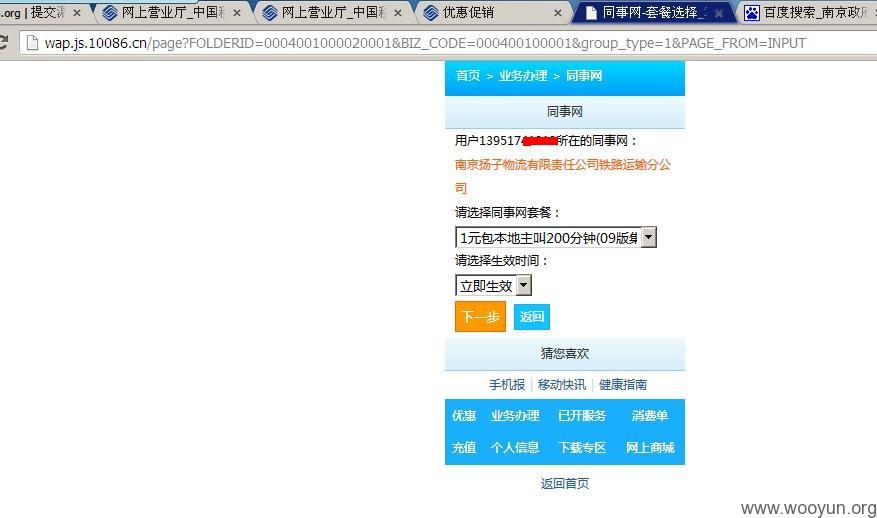 .org | 提交漏
网上营业厅_中国移
网上营业厅_中国移
优惠促销
同事网-套餐选择_
百度搜索_南京政府
wap.js.10086.cn/page?FOLDERID=0004001000020001&BIZ_CODE=000400100001&group_type=1&PAGE_FROM=INPUT
首页 > 业务办理 > 同事网
同事网
用户1395174 所在的同事网：
南京扬子物流有限责任公司铁路运输分公
司
请选择同事网套餐：
1元包本地主叫200分钟(09版集
请选择生效时间：
立即生效
下一步 返回
猜您喜欢
手机报 | 移动快讯 | 健康指南
优惠 业务办理 已开服务 消费单
充值 个人信息 下载专区 网上商城
返回首页
www.wooyun.org